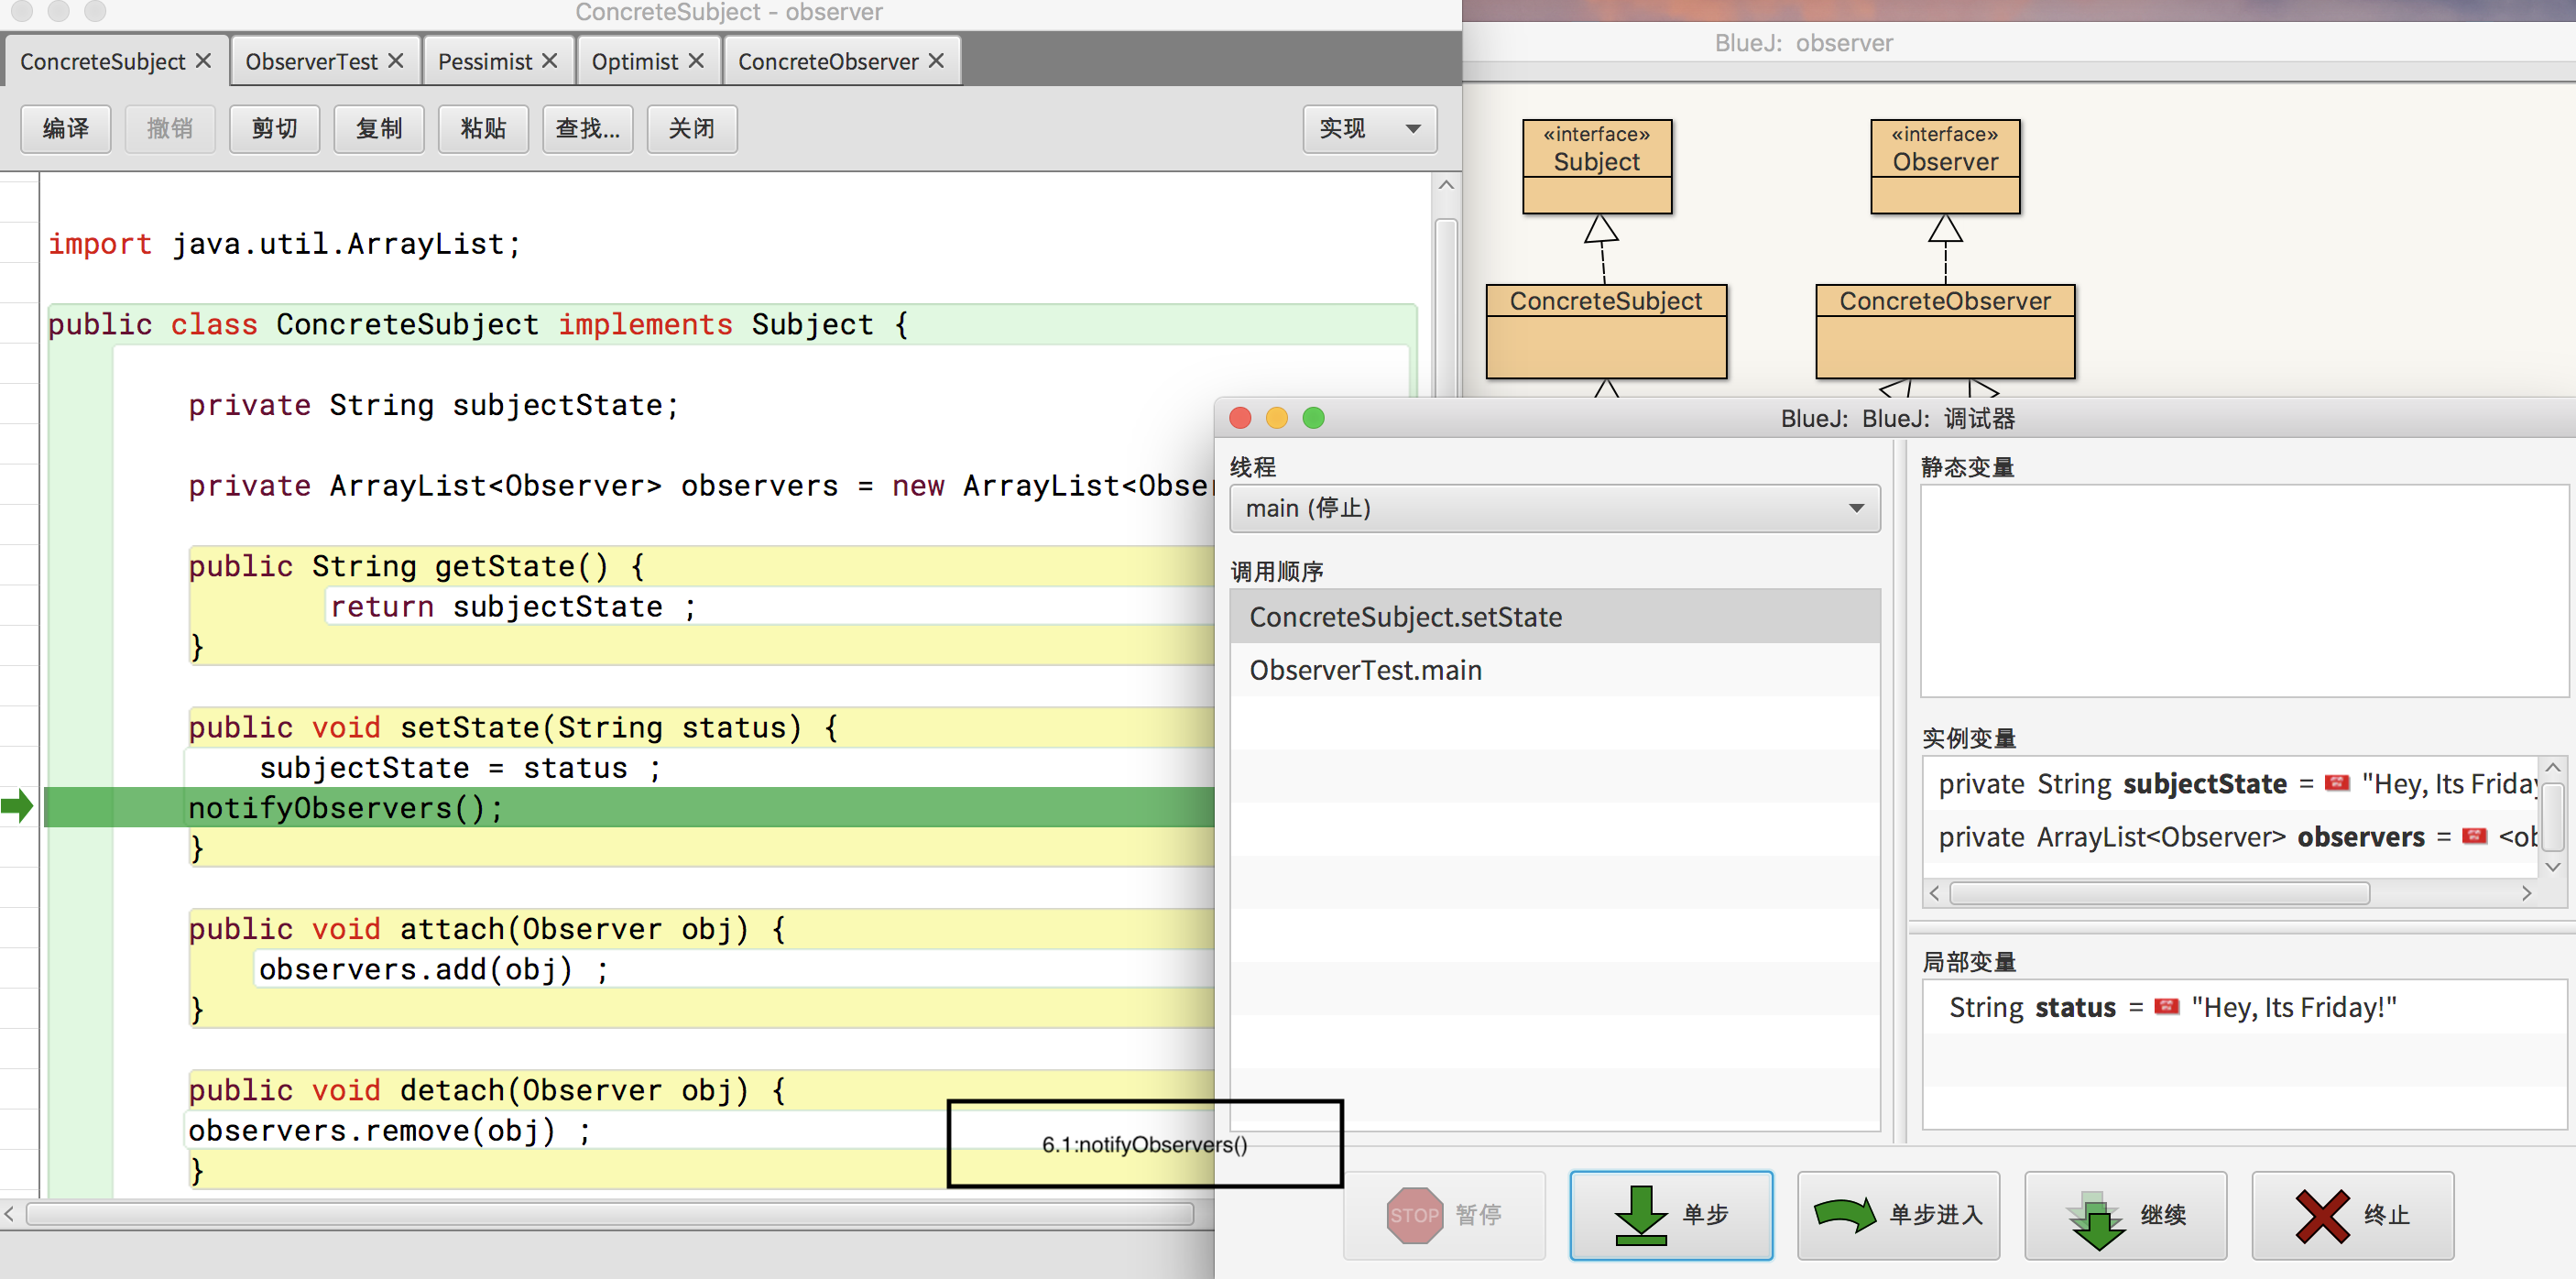 ConcreteSubject - observer
ConcreteSubject
ObserverTest
Pessimist
Optimist
ConcreteObserver
编译
撤销
剪切
复制
粘贴
查找...
关闭
实现
import java.util.ArrayList;
public class ConcreteSubject implements Subject {
private String subjectState;
private ArrayList<Observer> observers = new ArrayList<Obser
public String getState() {
return subjectState ;
}
public void setState(String status) {
subjectState = status ;
notifyObservers();
}
public void attach(Observer obj) {
observers.add(obj) ;
}
public void detach(Observer obj) {
observers.remove(obj) ;
}
6.1:notifyObservers()
BlueJ: observer
«interface»
Subject
«interface»
Observer
ConcreteSubject
ConcreteObserver
BlueJ: BlueJ: 调试器
线程
main (停止)
调用顺序
ConcreteSubject.setState
ObserverTest.main
静态变量
实例变量
private String subjectState = "Hey, Its Friday
private ArrayList<Observer> observers = <ob
局部变量
String status = "Hey, Its Friday!"
STOP 暂停
单步
单步进入
继续
终止